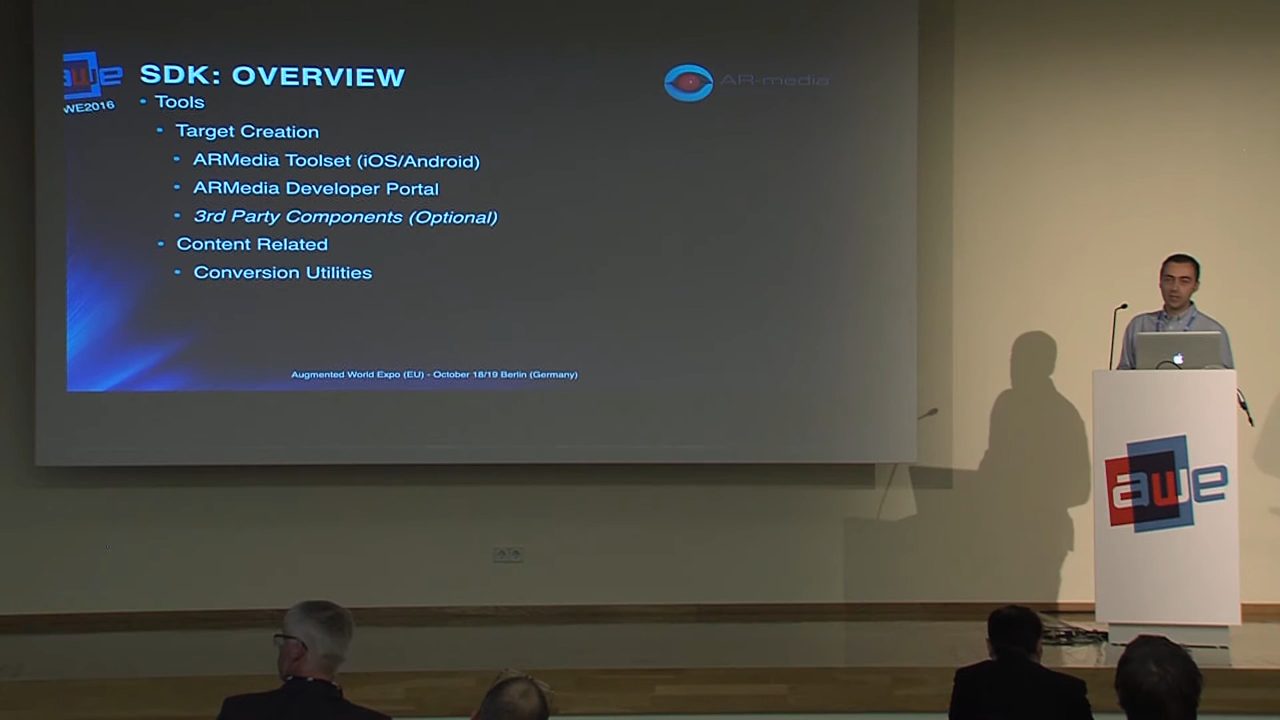 awe
WE2016
SDK: OVERVIEW
AR-media
• Tools
• Target Creation
• ARMedia Toolset (iOS/Android)
• ARMedia Developer Portal
• 3rd Party Components (Optional)
• Content Related
• Conversion Utilities
Augmented World Expo (EU) - October 18/19 Berlin (Germany)
awe